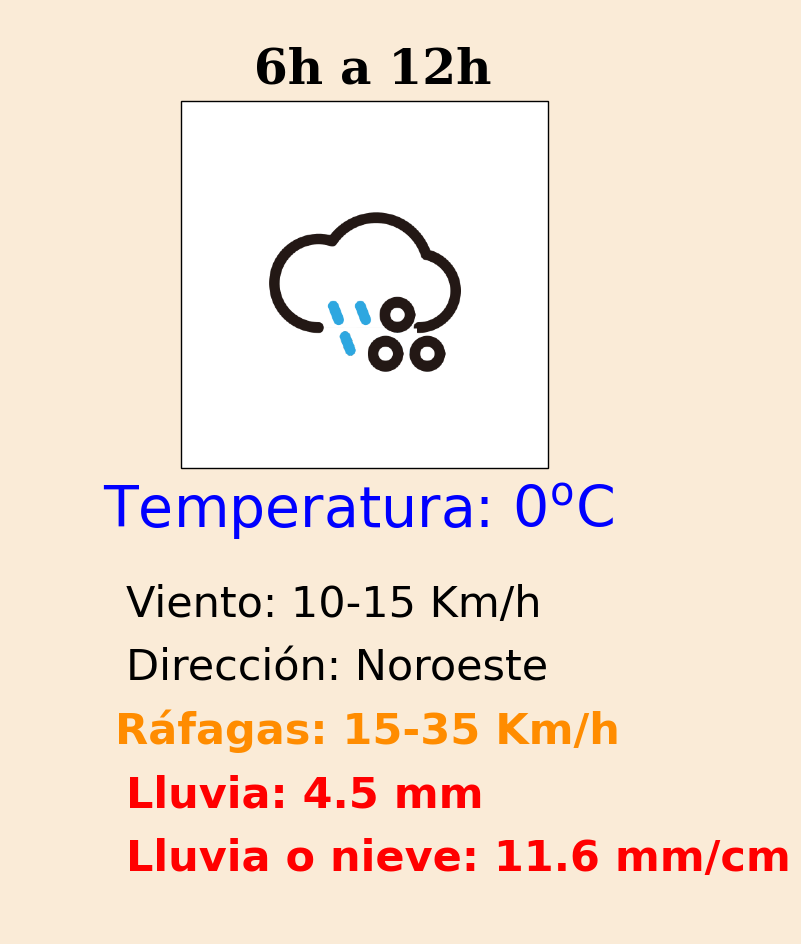 6h a 12h
Temperatura: 0ºC
Viento: 10-15 Km/h
Dirección: Noroeste
Ráfagas: 15-35 Km/h
Lluvia: 4.5 mm
Lluvia o nieve: 11.6 mm/cm